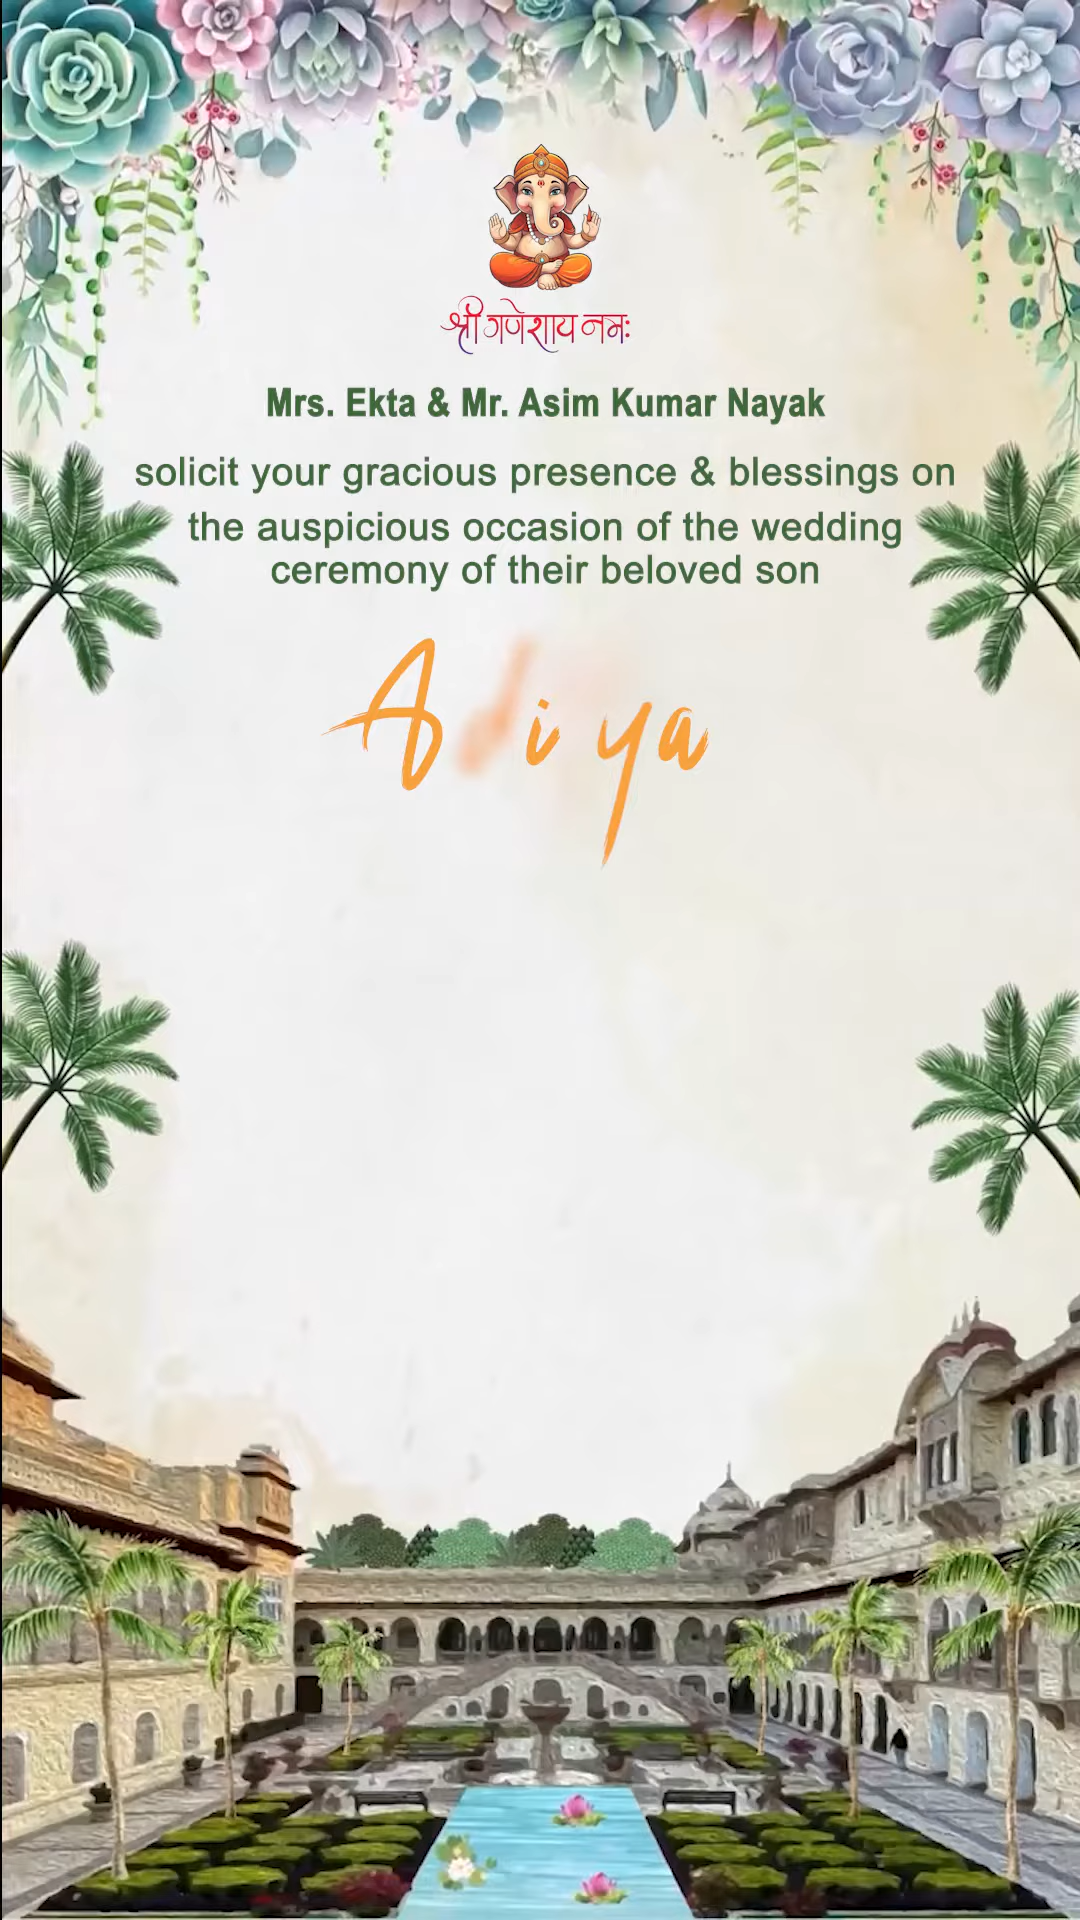 श्री गणेशाय नमः
Mrs. Ekta & Mr. Asim Kumar Nayak
solicit your gracious presence & blessings on
the auspicious occasion of the wedding
ceremony of their beloved son